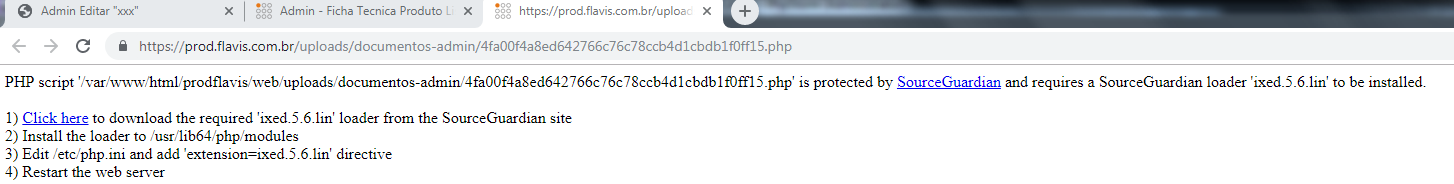 Admin Editar "xxx"
Admin - Ficha Tecnica Produto Li
https://prod.flavis.com.br/upload
https://prod.flavis.com.br/uploads/documentos-admin/4fa00f4a8ed642766c76c78ccb4d1cbdb1f0ff15.php
PHP script '/var/www/html/prodflavis/web/uploads/documentos-admin/4fa00f4a8ed642766c76c78ccb4d1cbdb1f0ff15.php' is protected by SourceGuardian and requires a SourceGuardian loader 'ixed.5.6.lin' to be installed.
1) Click here to download the required 'ixed.5.6.lin' loader from the SourceGuardian site
2) Install the loader to /usr/lib64/php/modules
3) Edit /etc/php.ini and add 'extension=ixed.5.6.lin' directive
4) Restart the web server